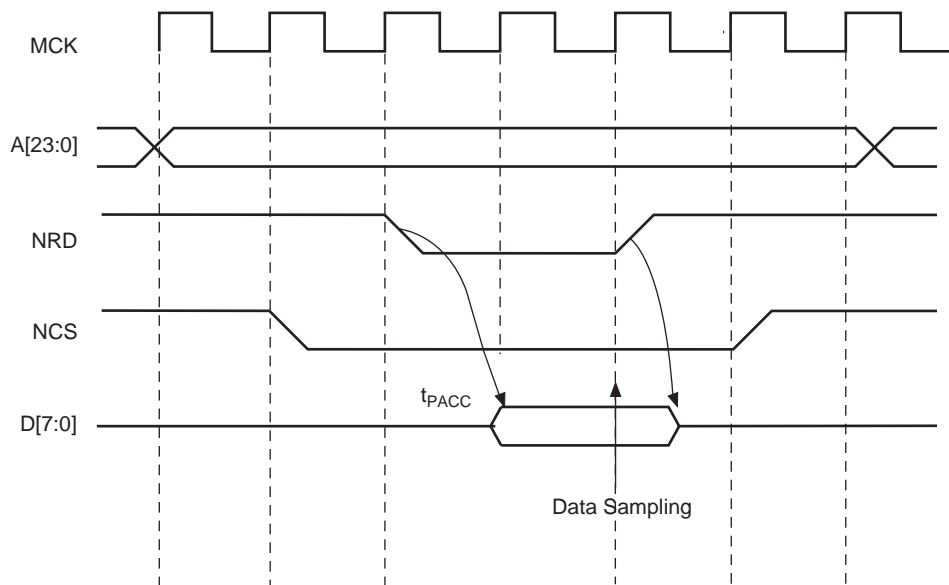 MCK
A[23:0]
NRD
NCS
tPACC
D[7:0]
Data Sampling